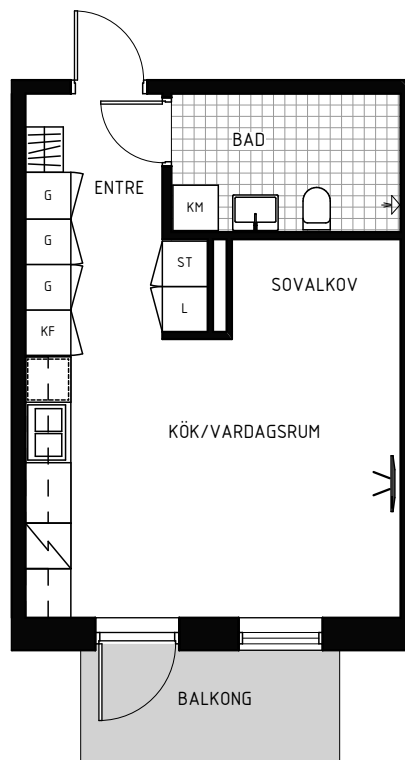 BAD
ENTRE
G
KM
G
ST
G
SOVALKOV
L
KF
KÖK/VARDAGSRUM
BALKONG